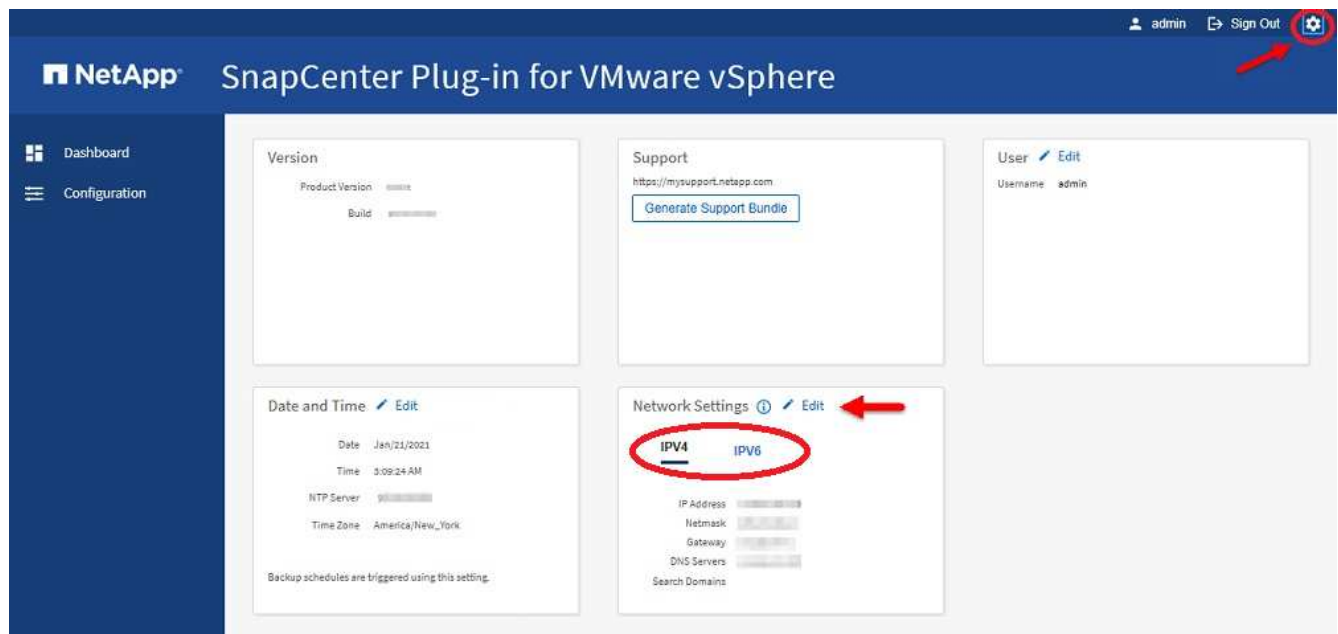 admin Sign Out
NetApp SnapCenter Plug-in for VMware vSphere
Dashboard
Configuration
Version
Product Version
Build
Support
https://mysupport.netapp.com
Generate Support Bundle
User Edit
Username admin
Date and Time Edit
Date Jan/21/2021
Time 3:09:24 AM
NTP Server
Time Zone America/New_York
Backup schedules are triggered using this setting.
Network Settings Edit
IPV4 IPV6
IP Address
Netmask
Gateway
DNS Servers
Search Domains